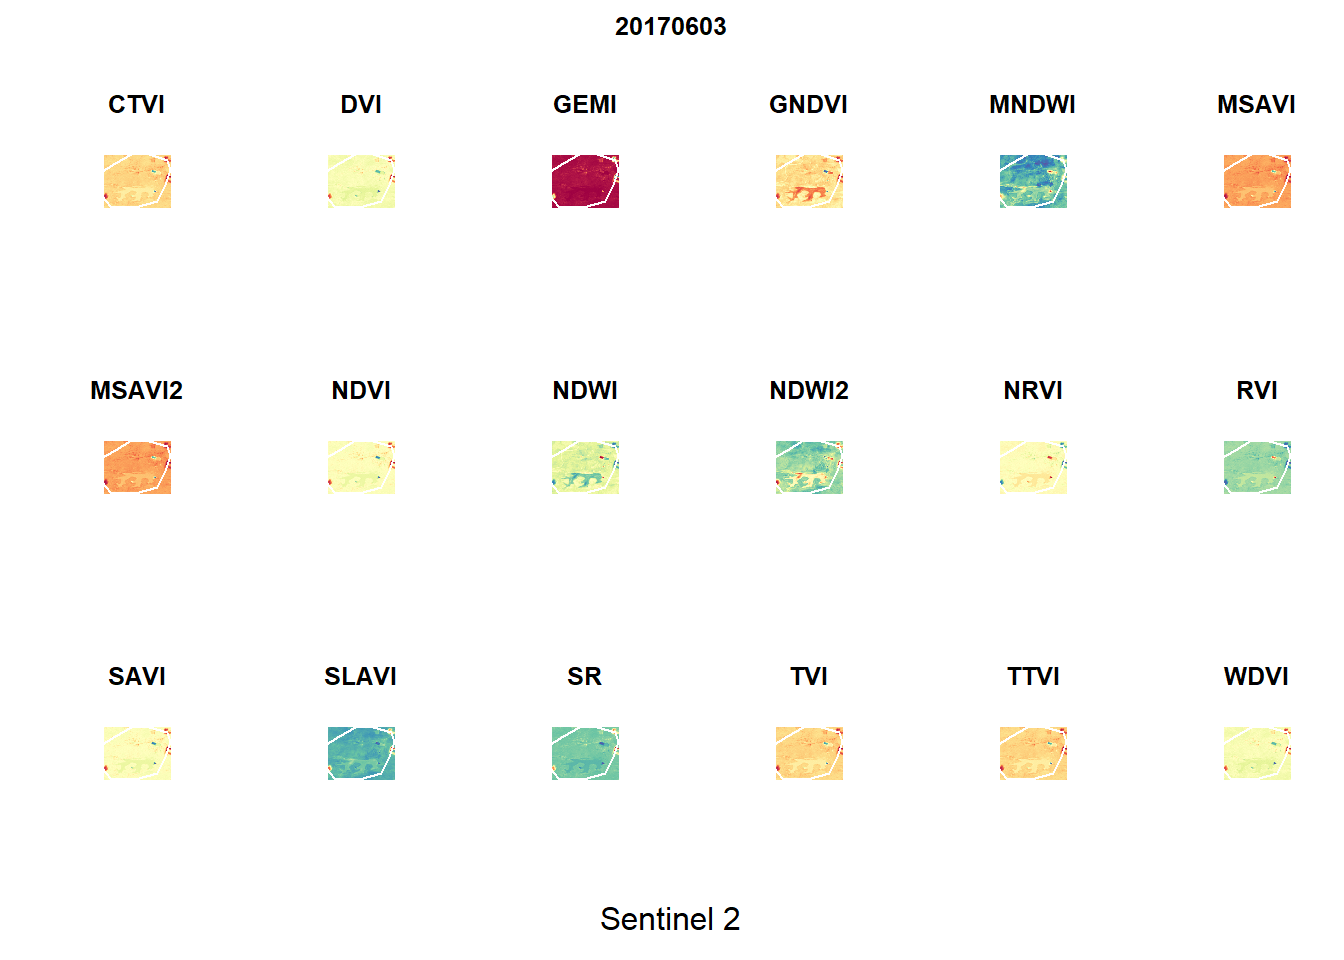 20170603
CTVI DVI GEMI GNDVI MNDWI MSAVI
MSAVI2 NDVI NDWI NDWI2 NRVI RVI
SAVI SLAVI SR TVI TTVI WDVI
Sentinel 2